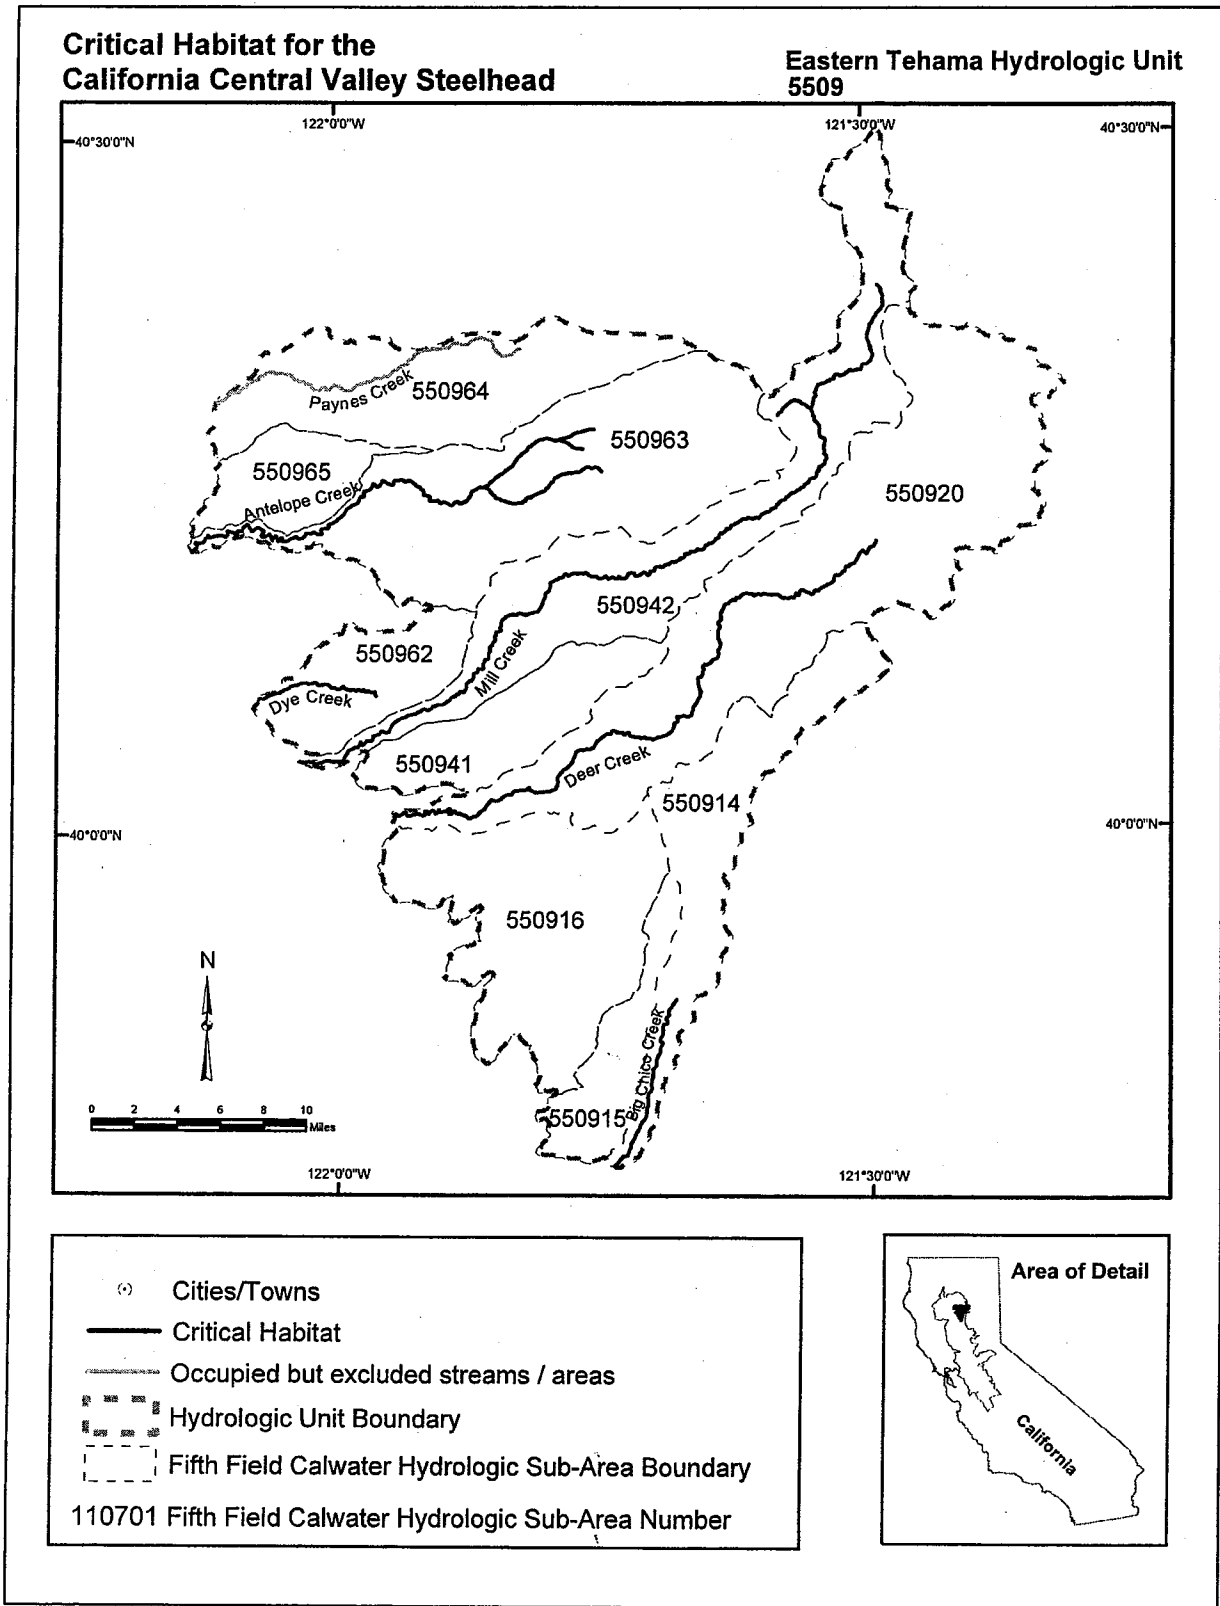 Critical Habitat for the
California Central Valley Steelhead
Eastern Tehama Hydrologic Unit
5509
122°0'0"W
121°30'0"W
40°30'0"N
40°30'0"N
Paynes Creek
550964
550963
550965
Antelope Creek
550920
550942
550962
Mill Creek
Dye Creek
550941
Deer Creek
550914
40°0'0"N
40°0'0"N
550916
N
Big Chico Creek
550915
0 2 4 6 8 10
Miles
122°0'0"W
121°30'0"W
Cities/Towns
Critical Habitat
Occupied but excluded streams / areas
Hydrologic Unit Boundary
Fifth Field Calwater Hydrologic Sub-Area Boundary
110701 Fifth Field Calwater Hydrologic Sub-Area Number
Area of Detail
California